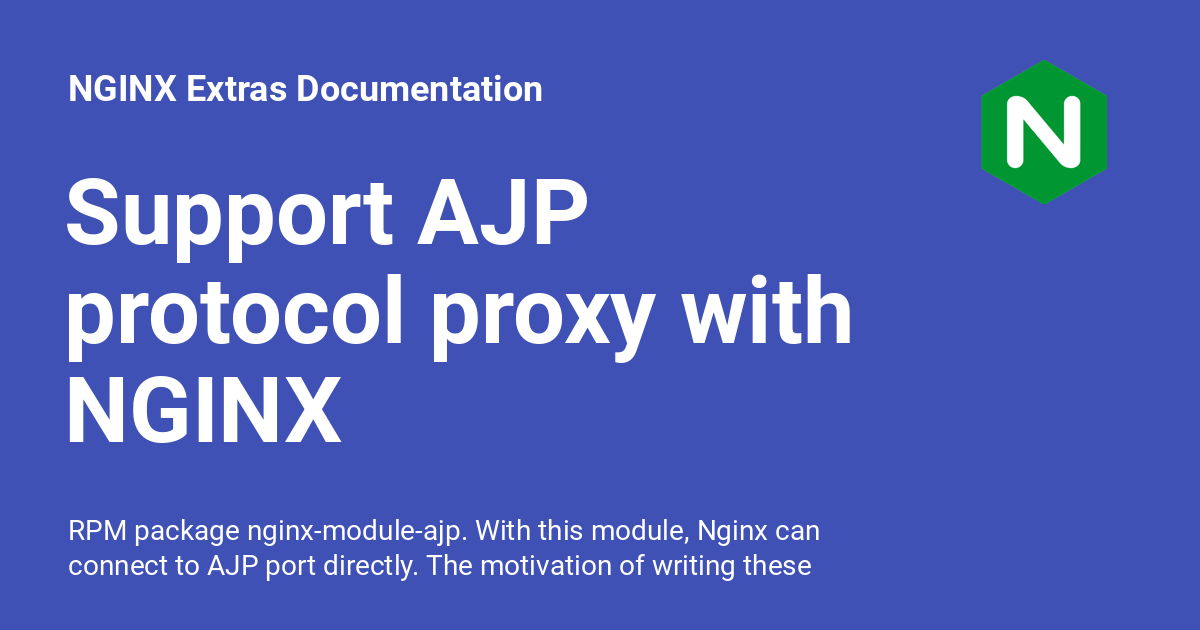 NGINX Extras Documentation
N
Support AJP
protocol proxy with
NGINX
RPM package nginx-module-ajp. With this module, Nginx can
connect to AJP port directly. The motivation of writing these